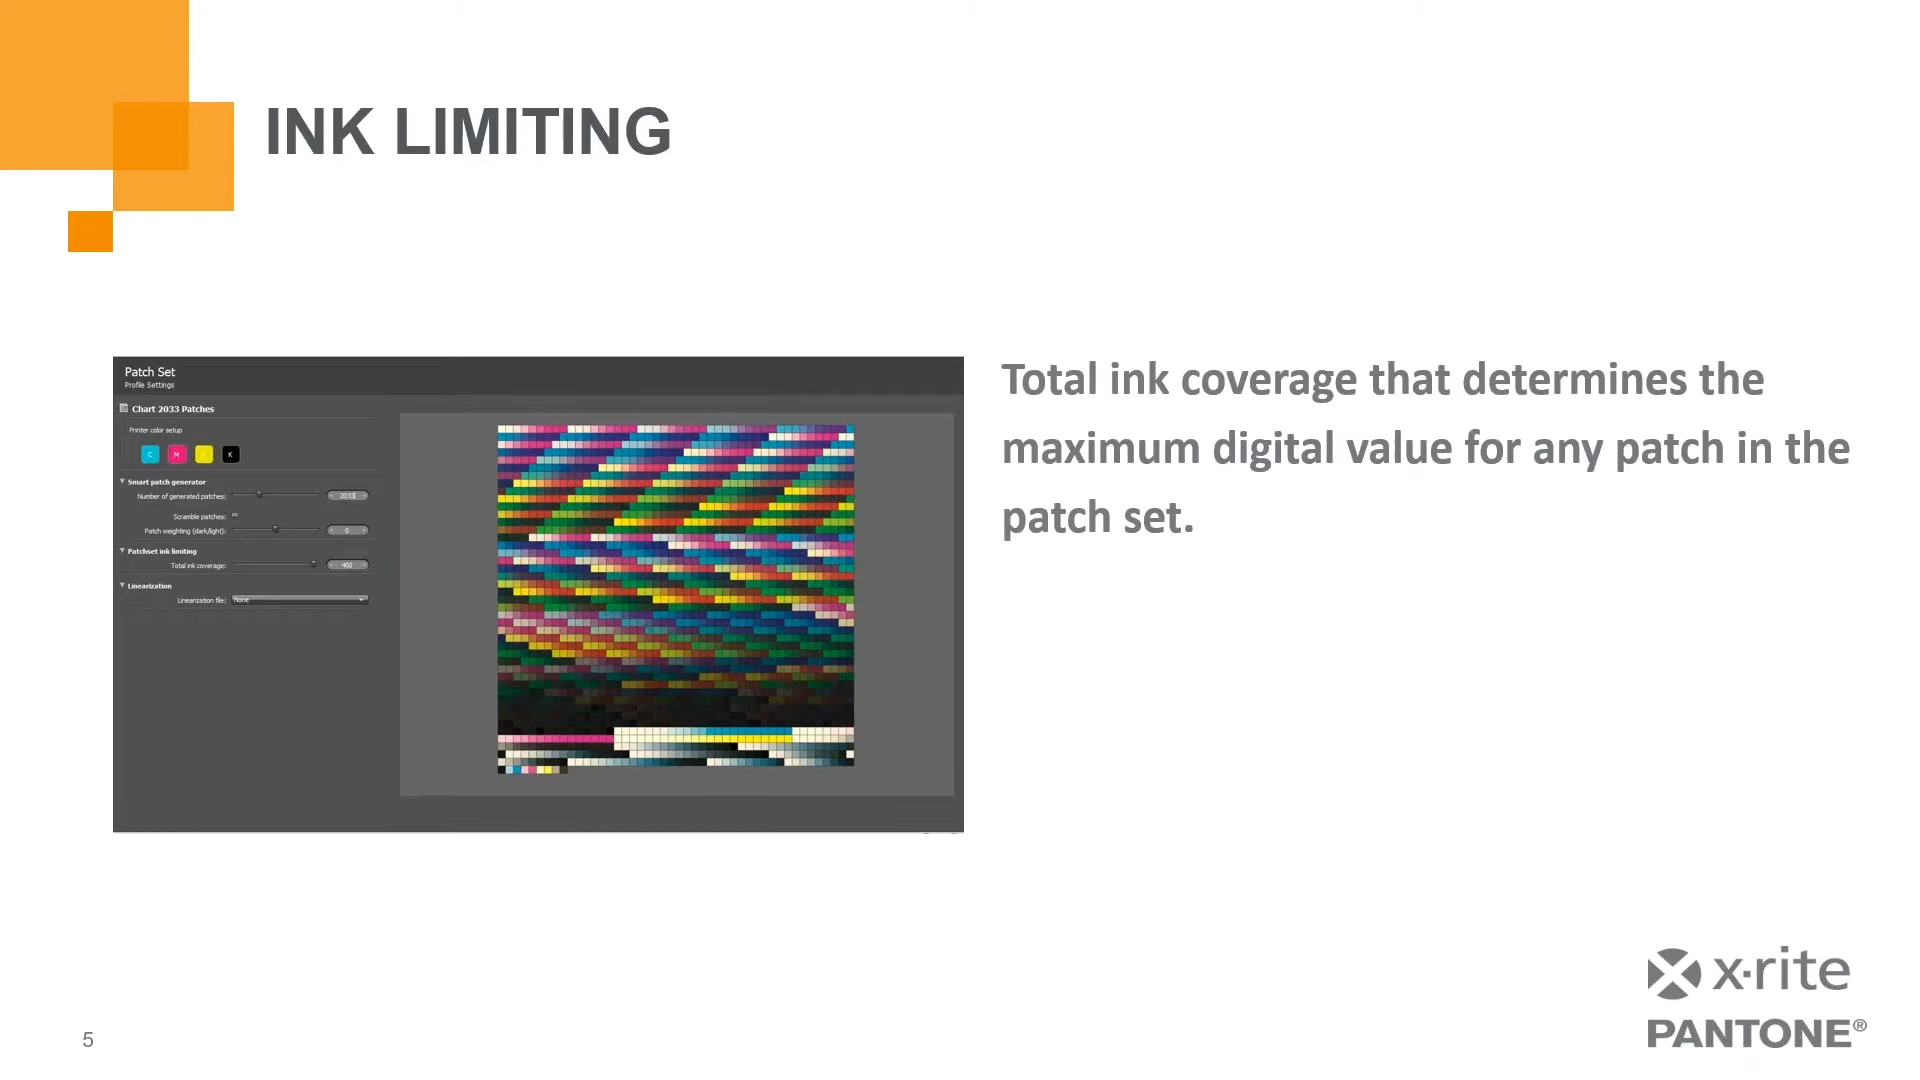 INK LIMITING
Patch Set
Profile Settings
Chart 2033 Patches
Printer color setup
C M K
Smart patch generator
Number of generated patches: 2033
Scramble patches:
Patch weighting (dark/light): 0
Patchset ink limiting
Total ink coverage: 400
Linearization
Linearization file: None
Total ink coverage that determines the
maximum digital value for any patch in the
patch set.
x·rite
PANTONE®
5